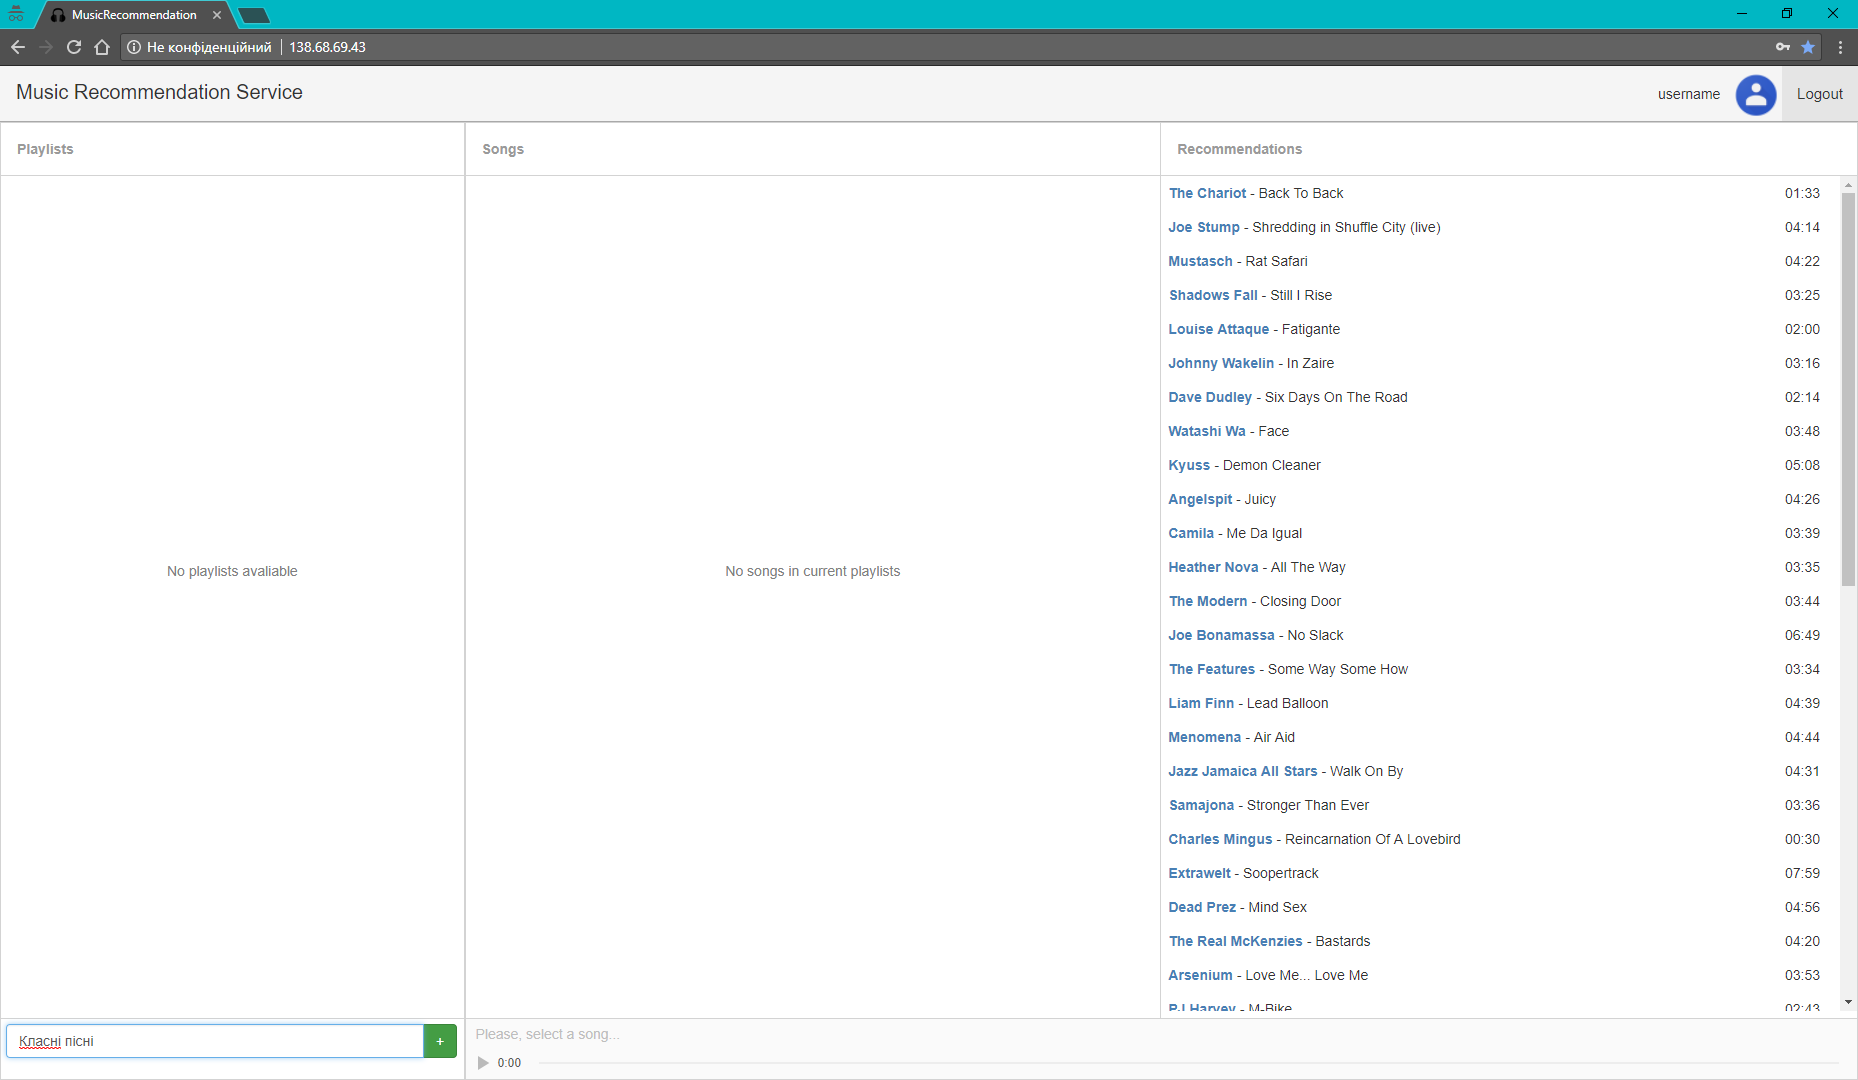 MusicRecommendation
Не конфіденційний 138.68.69.43
Music Recommendation Service
username
Logout
Playlists
Songs
Recommendations
The Chariot - Back To Back 01:33
Joe Stump - Shredding in Shuffle City (live) 04:14
Mustasch - Rat Safari 04:22
Shadows Fall - Still I Rise 03:25
Louise Attaque - Fatigante 02:00
Johnny Wakelin - In Zaire 03:16
Dave Dudley - Six Days On The Road 02:14
Watashi Wa - Face 03:48
Kyuss - Demon Cleaner 05:08
Angelspit - Juicy 04:26
Camila - Me Da Igual 03:39
Heather Nova - All The Way 03:35
The Modern - Closing Door 03:44
Joe Bonamassa - No Slack 06:49
The Features - Some Way Some How 03:34
Liam Finn - Lead Balloon 04:39
Menomena - Air Aid 04:44
Jazz Jamaica All Stars - Walk On By 04:31
Samajona - Stronger Than Ever 03:36
Charles Mingus - Reincarnation Of A Lovebird 00:30
Extrawelt - Soopertrack 07:59
Dead Prez - Mind Sex 04:56
The Real McKenzies - Bastards 04:20
Arsenium - Love Me... Love Me 03:53
PJ Harvey - M-Bike 02:43
No playlists avaliable
No songs in current playlists
Класні пісні
+
Please, select a song...
0:00